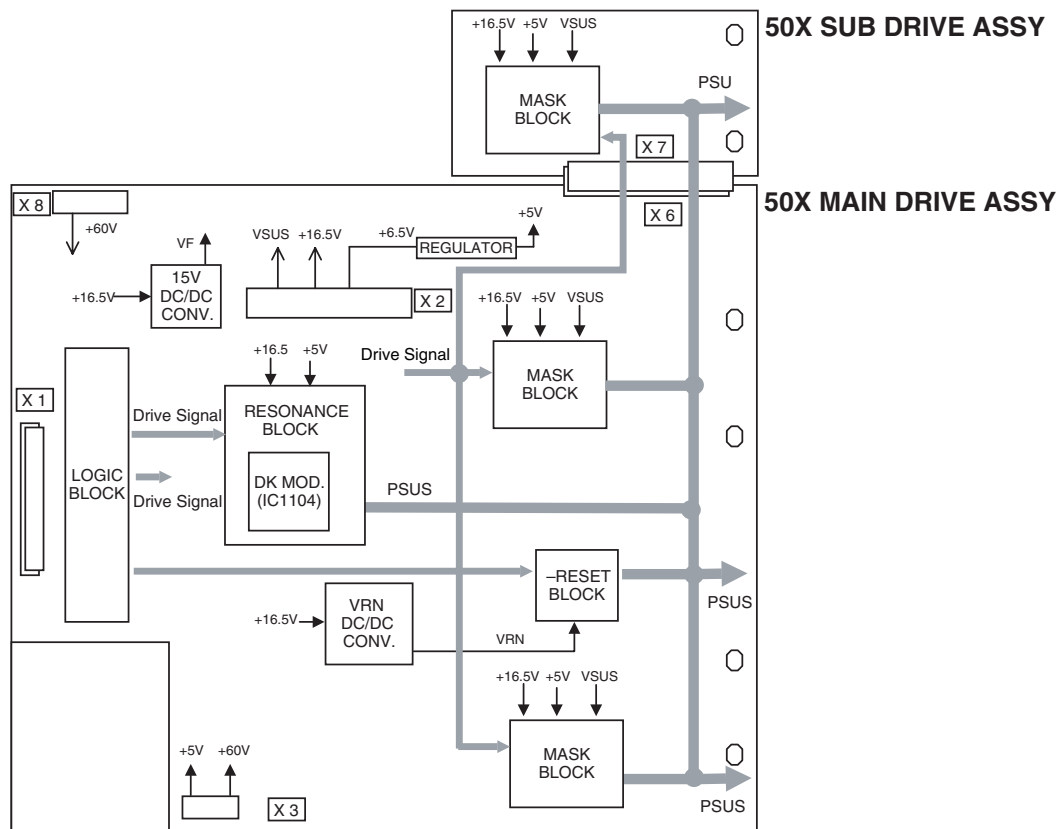 50X SUB DRIVE ASSY
+16.5V +5V VSUS
PSU
MASK
BLOCK
X 7
50X MAIN DRIVE ASSY
X 8
X 6
+60V
+5V
VF
VSUS +16.5V +6.5V
REGULATOR
15V
DC/DC
CONV.
+16.5V
X 2
+16.5V +5V VSUS
+16.5 +5V
Drive Signal
MASK
BLOCK
X 1
Drive Signal
RESONANCE
BLOCK
LOGIC
BLOCK
DK MOD.
(IC1104)
PSUS
Drive Signal
–RESET
BLOCK
PSUS
VRN
DC/DC
CONV.
+16.5V
VRN
+16.5V +5V VSUS
MASK
BLOCK
+5V +60V
X 3
PSUS